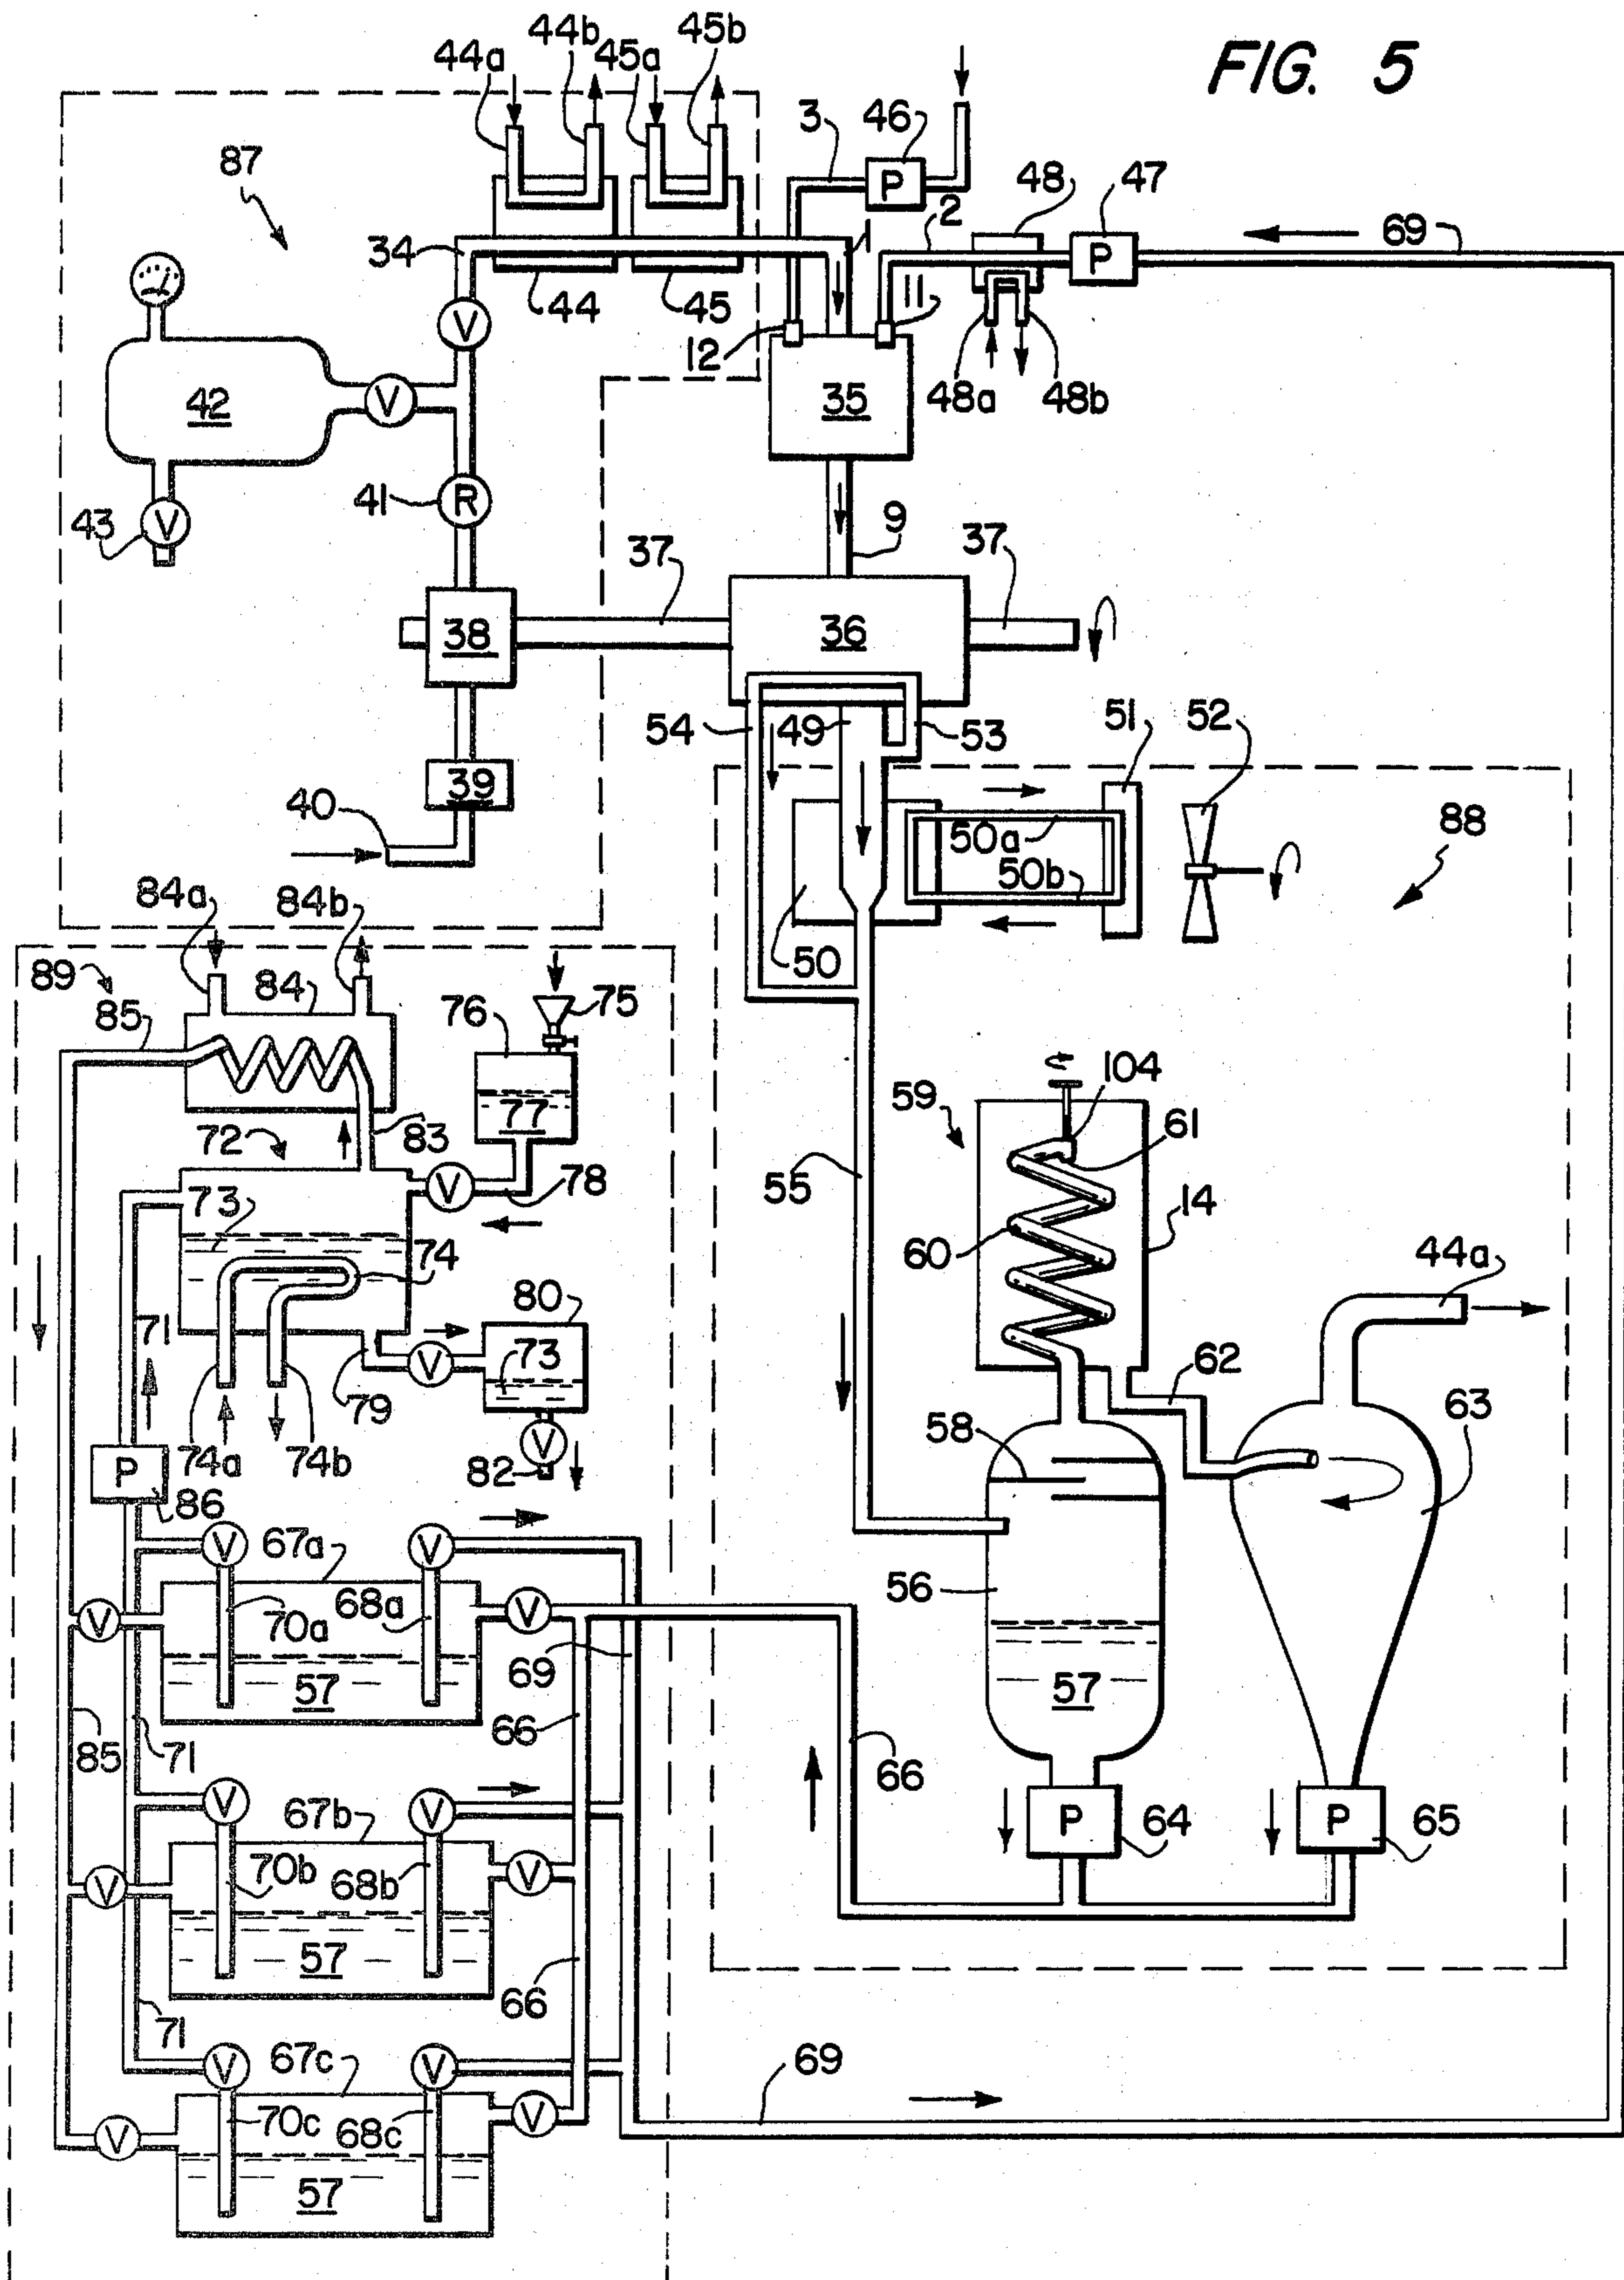 FIG. 5
44a 44b 45a 45b
3 46
87 P 48 47
34 1 2 69
P
44 45 11
V 12
42 V 35 48a 48b
41 R
43 V 9
37 37
38 36
54 49 53 51 52
39
40 50a 88
50b
84a 84b
50
89 84 75
85 76
77 104
59 61
72 83
V 78 55
73 14
60
74 44a
80
71 V 73 62
79 63
74a 74b V 58
P 82
86
V 67a V
56
V 70a 68a V
57 69
66 57
85 71 66
V 67b V P 64 P 65
70b 68b V
V
57
66
71
V 67c V 69
70c 68c V
V
57